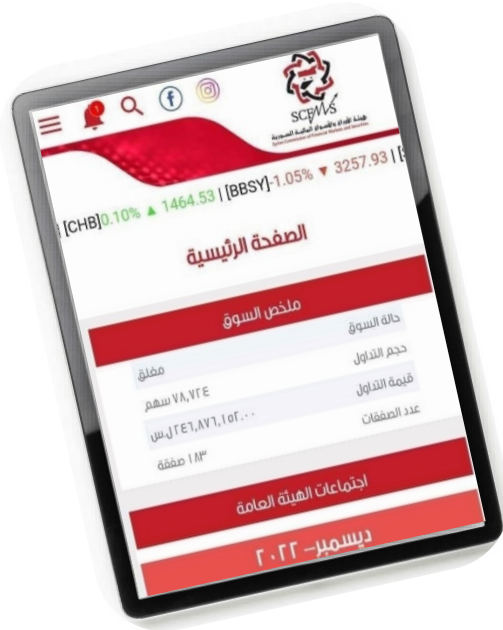 SCFMS
هيئة الأوراق والأسواق المالية السورية
Syrian Commission of Financial Markets and Securities
[CHB]0.10% ▲ 1464.53 | [BBSY]-1.05% ▼ 3257.93 | [
الصفحة الرئيسية
ملخص السوق
حالة السوق مغلق
حجم التداول ٧٨,٧٢٤ سهم
قيمة التداول ٢٤٦,٨٧٦,١٥٢.٠٠ل.س
عدد الصفقات ١٨٣ صفقة
اجتماعات الهيئة العامة
ديسمبر– ٢٠٢٢